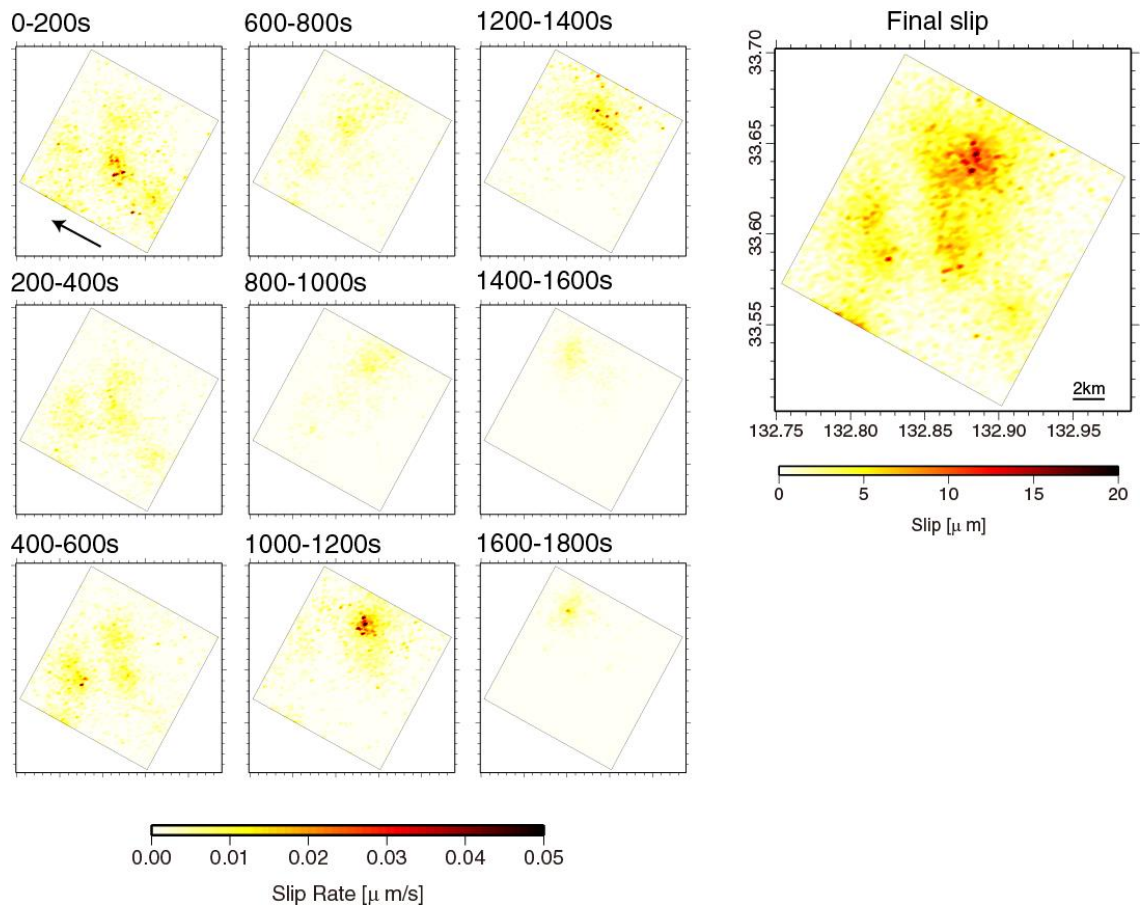 0-200s
600-800s
1200-1400s
200-400s
800-1000s
1400-1600s
400-600s
1000-1200s
1600-1800s
0.00 0.01 0.02 0.03 0.04 0.05
Slip Rate [μ m/s]
Final slip
33.70
33.65
33.60
33.55
2km
132.75 132.80 132.85 132.90 132.95
0 5 10 15 20
Slip [μ m]